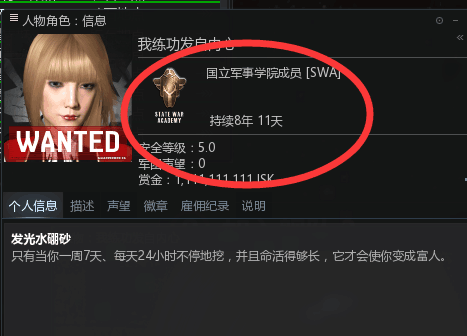 人物角色：信息
我练功发自内心
国立军事学院成员 [SWA]
STATE WAR
ACADEMY
持续8年 11天
WANTED
安全等级：5.0
军团声望：0
赏金：1,111,111,111 ISK
个人信息 描述 声望 徽章 雇佣纪录 说明
发光水硼砂
只有当你一周7天、每天24小时不停地挖，并且命活得够长，它才会使你变成富人。